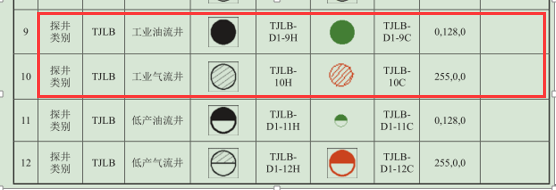 9 探井类别 TJLB 工业油流井 TJLB-D1-9H TJLB-D1-9C 0,128,0
10 探井类别 TJLB 工业气流井 TJLB-10H TJLB-10C 255,0,0
11 探井类别 TJLB 低产油流井 TJLB-D1-11H TJLB-D1-11C 0,128,0
12 探井类别 TJLB 低产气流井 TJLB-D1-12H TJLB-D1-12C 255,0,0